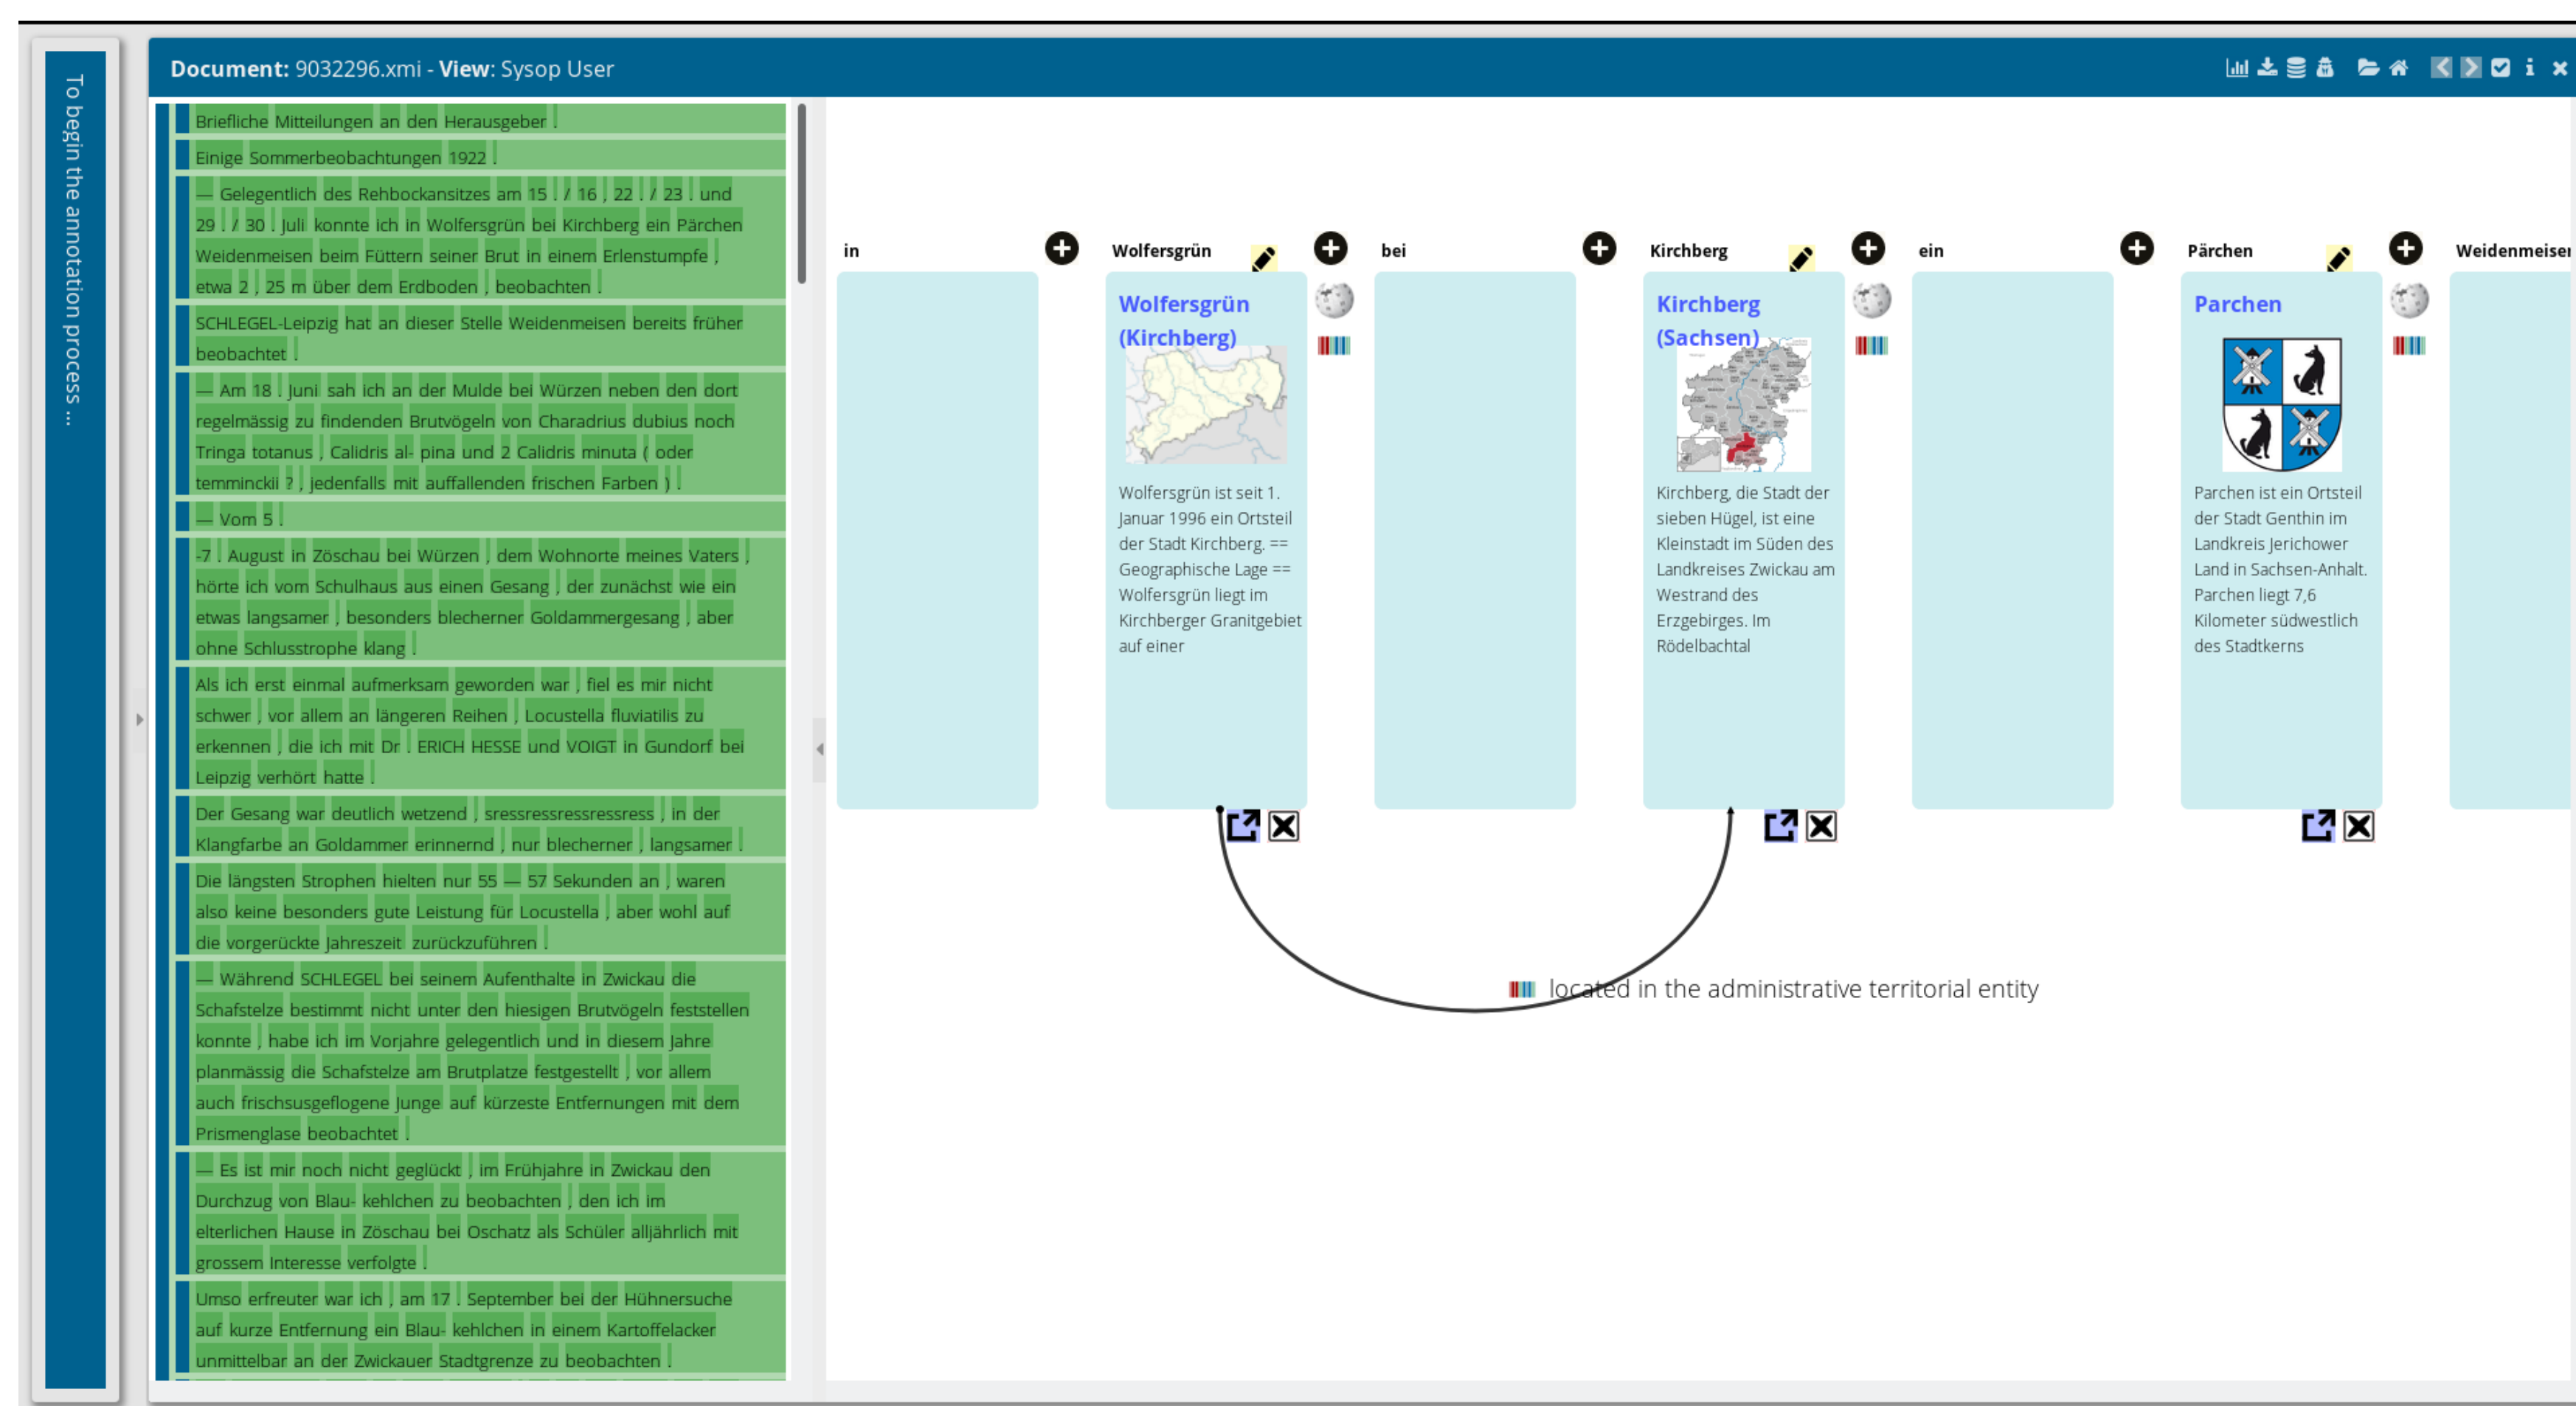 To begin the annotation process ...
Document: 9032296.xmi - View: Sysop User
Briefliche Mitteilungen an den Herausgeber .
Einige Sommerbeobachtungen 1922 .
— Gelegentlich des Rehbockansitzes am 15 . / 16 , 22 . / 23 . und
29 . / 30 . Juli konnte ich in Wolfersgrün bei Kirchberg ein Pärchen
Weidenmeisen beim Füttern seiner Brut in einem Erlenstumpfe ,
etwa 2 , 25 m über dem Erdboden , beobachten .
SCHLEGEL-Leipzig hat an dieser Stelle Weidenmeisen bereits früher
beobachtet .
— Am 18 . Juni sah ich an der Mulde bei Würzen neben den dort
regelmässig zu findenden Brutvögeln von Charadrius dubius noch
Tringa totanus , Calidris al- pina und 2 Calidris minuta ( oder
temminckii ? , jedenfalls mit auffallenden frischen Farben ) .
— Vom 5 .
-7 . August in Zöschau bei Würzen , dem Wohnorte meines Vaters ,
hörte ich vom Schulhaus aus einen Gesang , der zunächst wie ein
etwas langsamer , besonders blecherner Goldammergesang , aber
ohne Schlusstrophe klang .
Als ich erst einmal aufmerksam geworden war , fiel es mir nicht
schwer , vor allem an längeren Reihen , Locustella fluviatilis zu
erkennen , die ich mit Dr . ERICH HESSE und VOIGT in Gundorf bei
Leipzig verhört hatte .
Der Gesang war deutlich wetzend , sressressressressress , in der
Klangfarbe an Goldammer erinnernd , nur blecherner , langsamer .
Die längsten Strophen hielten nur 55 — 57 Sekunden an , waren
also keine besonders gute Leistung für Locustella , aber wohl auf
die vorgerückte Jahreszeit zurückzuführen .
— Während SCHLEGEL bei seinem Aufenthalte in Zwickau die
Schafstelze bestimmt nicht unter den hiesigen Brutvögeln feststellen
konnte , habe ich im Vorjahre gelegentlich und in diesem Jahre
planmässig die Schafstelze am Brutplatze festgestellt , vor allem
auch frischsusgeflogene Junge auf kürzeste Entfernungen mit dem
Prismenglase beobachtet .
— Es ist mir noch nicht geglückt , im Frühjahre in Zwickau den
Durchzug von Blau- kehlchen zu beobachten , den ich im
elterlichen Hause in Zöschau bei Oschatz als Schüler alljährlich mit
grossem Interesse verfolgte .
Umso erfreuter war ich , am 17 . September bei der Hühnersuche
auf kurze Entfernung ein Blau- kehlchen in einem Kartoffelacker
unmittelbar an der Zwickauer Stadtgrenze zu beobachten .
in
Wolfersgrün
bei
Kirchberg
ein
Pärchen
Weidenmeisen
Wolfersgrün
(Kirchberg)
Wolfersgrün ist seit 1.
Januar 1996 ein Ortsteil
der Stadt Kirchberg. ==
Geographische Lage ==
Wolfersgrün liegt im
Kirchberger Granitgebiet
auf einer
Kirchberg
(Sachsen)
Kirchberg, die Stadt der
sieben Hügel, ist eine
Kleinstadt im Süden des
Landkreises Zwickau am
Westrand des
Erzgebirges. Im
Rödelbachtal
Parchen
Parchen ist ein Ortsteil
der Stadt Genthin im
Landkreis Jerichower
Land in Sachsen-Anhalt.
Parchen liegt 7,6
Kilometer südwestlich
des Stadtkerns
located in the administrative territorial entity